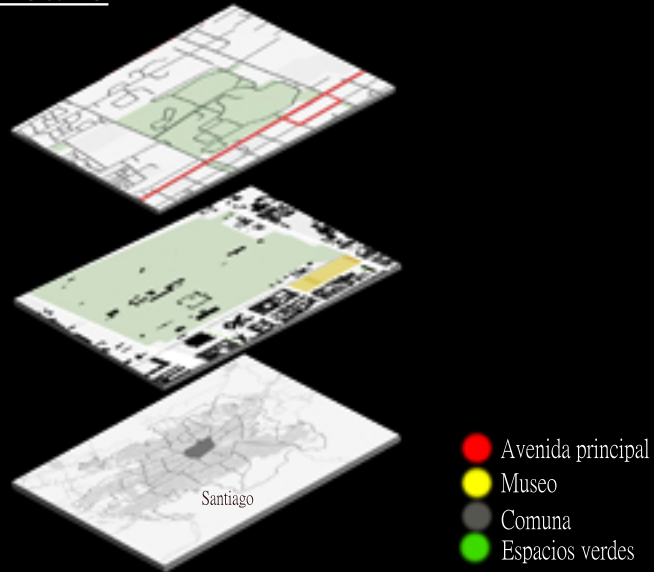 Santiago
Avenida principal
Museo
Comuna
Espacios verdes